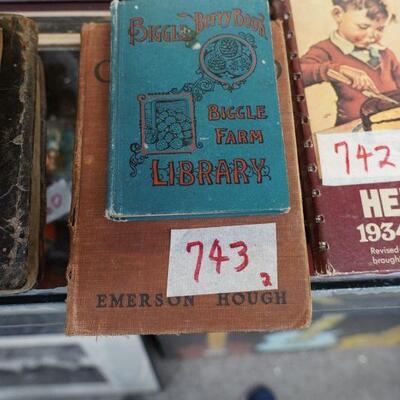 BIGGLE BERRY BOOK
BIGGLE
FARM
LIBRARY
743
2
EMERSON HOUGH
742
HE
1934
Revised
brough